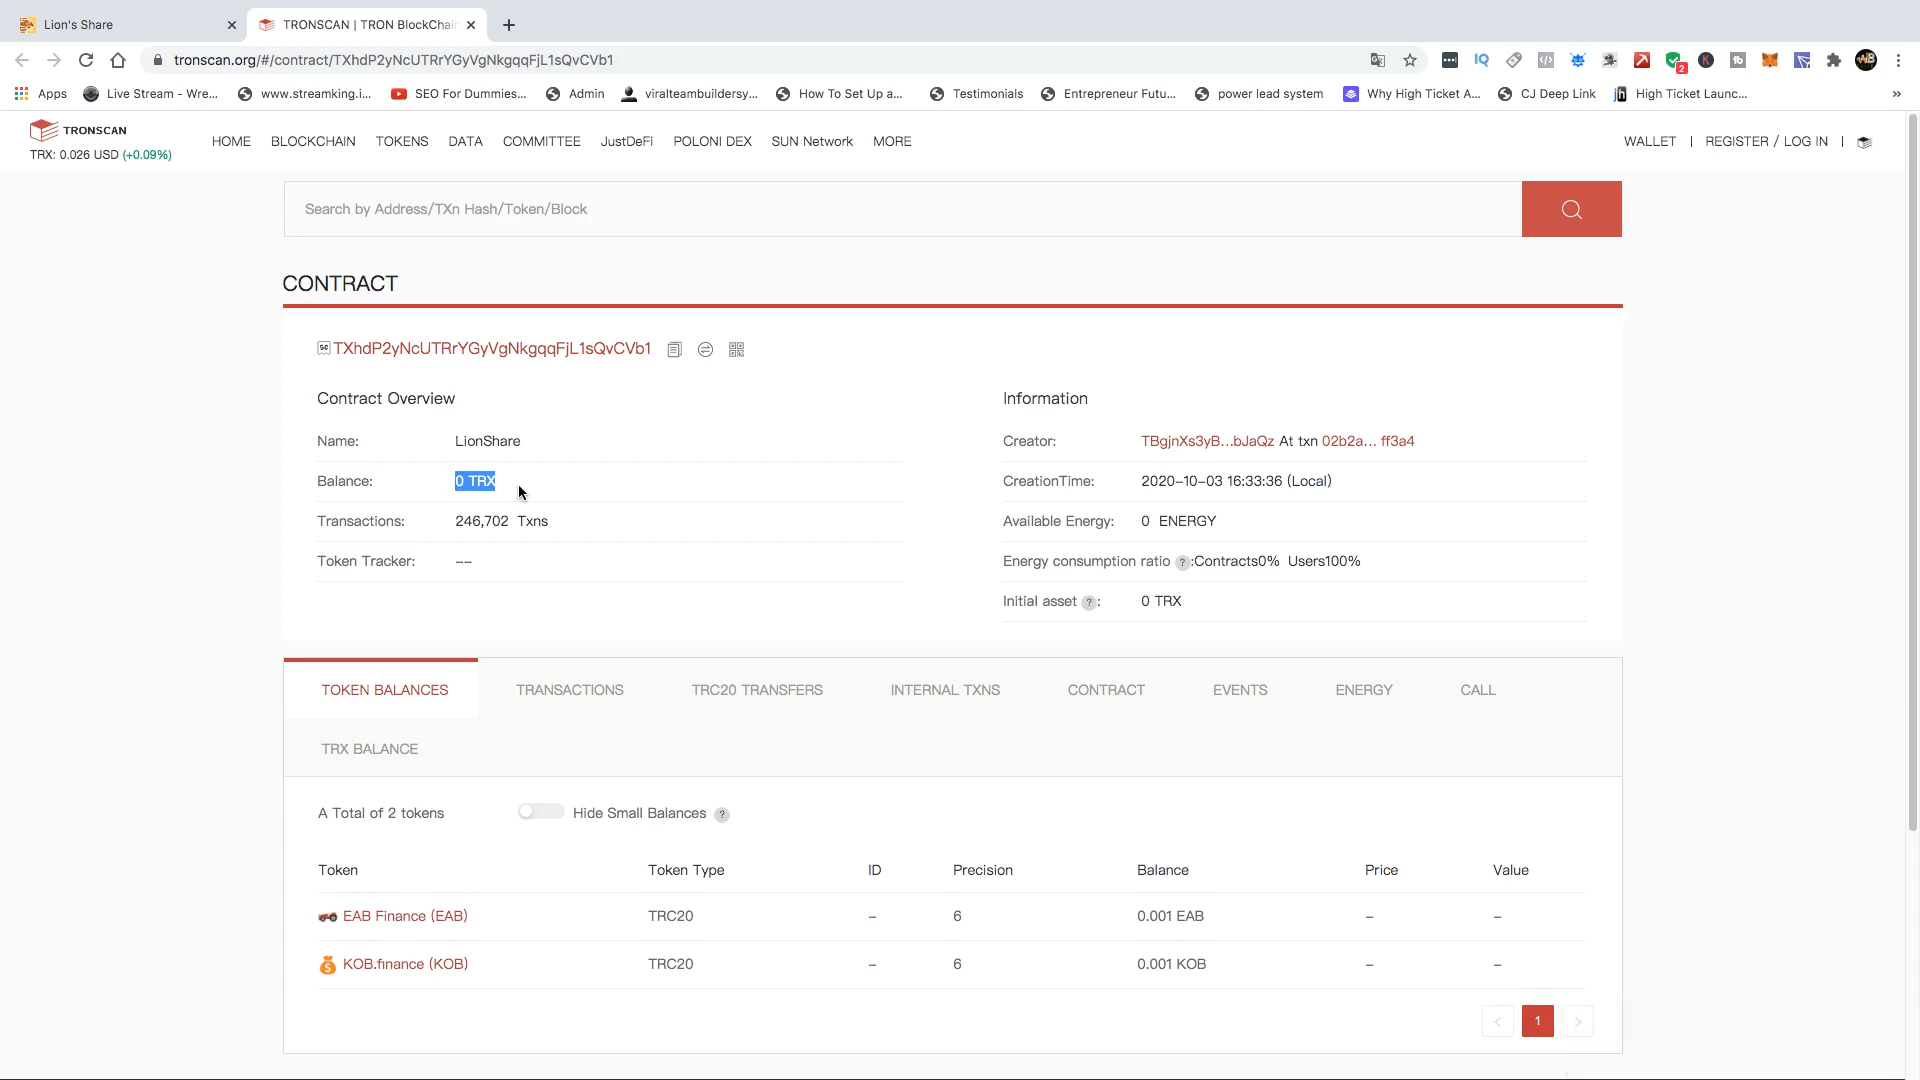 Lion's Share
TRONSCAN | TRON BlockChai
tronscan.org/#/contract/TXhdP2yNcUTRrYGyVgNkgqqFjL1sQvCVb1
IQ
2
K
tb
Apps
Live Stream - Wre...
www.streamking.i...
SEO For Dummies...
Admin
viralteambuildersy...
How To Set Up a...
Testimonials
Entrepreneur Futu...
power lead system
Why High Ticket A...
CJ Deep Link
High Ticket Launc...
»
TRONSCAN
TRX: 0.026 USD (+0.09%)
HOME BLOCKCHAIN TOKENS DATA COMMITTEE JustDeFi POLONI DEX SUN Network MORE
WALLET | REGISTER / LOG IN |
Search by Address/TXn Hash/Token/Block
CONTRACT
TXhdP2yNcUTRrYGyVgNkgqqFjL1sQvCVb1
Contract Overview
Name: LionShare
Balance: 0 TRX
Transactions: 246,702 Txns
Token Tracker: --
Information
Creator: TBgjnXs3yB...bJaQz At txn 02b2a... ff3a4
CreationTime: 2020-10-03 16:33:36 (Local)
Available Energy: 0 ENERGY
Energy consumption ratio ? :Contracts0% Users100%
Initial asset ? : 0 TRX
TOKEN BALANCES TRANSACTIONS TRC20 TRANSFERS INTERNAL TXNS CONTRACT EVENTS ENERGY CALL
TRX BALANCE
A Total of 2 tokens Hide Small Balances ?
Token Token Type ID Precision Balance Price Value
EAB Finance (EAB) TRC20 – 6 0.001 EAB – –
KOB.finance (KOB) TRC20 – 6 0.001 KOB – –
< 1 >